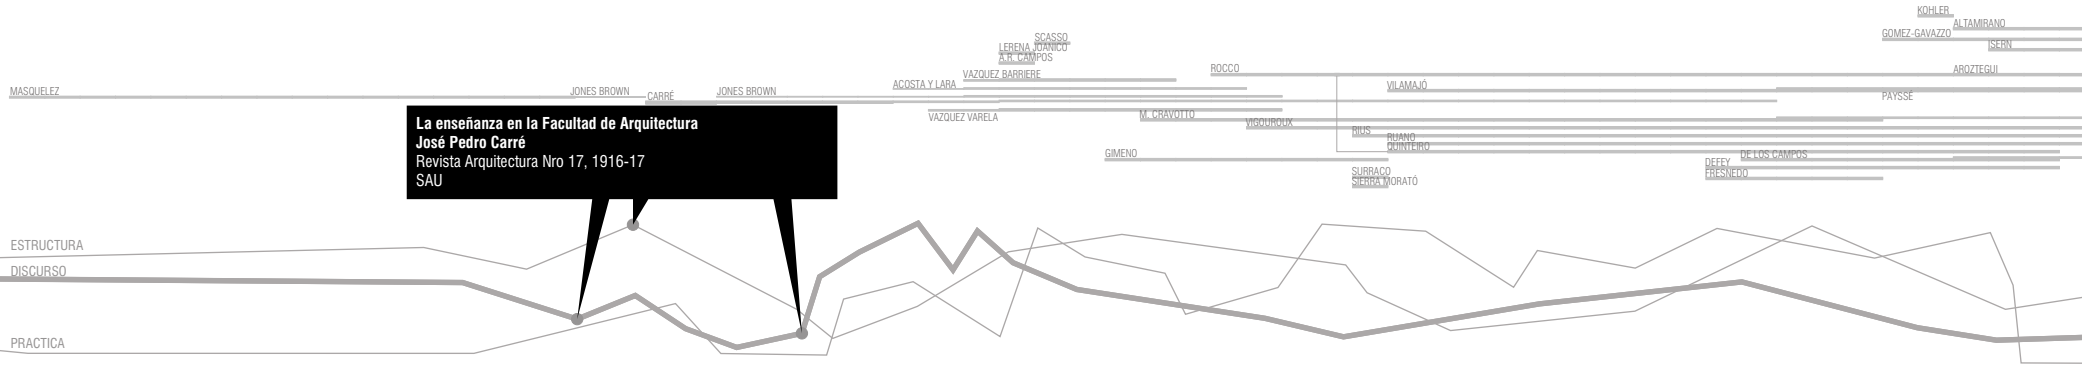 KOHLER
ALTAMIRANO
GOMEZ-GAVAZZO
SCASSO
ISERN
LERENA JOANICO
A.R. CAMPOS
ROCCO
AROZTEGUI
VAZQUEZ BARRIERE
ACOSTA Y LARA
VILAMAJÓ
MASQUELEZ
JONES BROWN
CARRÉ
JONES BROWN
PAYSSÉ
VAZQUEZ VARELA
M. CRAVOTTO
VIGOUROUX
RIUS
RUANO
QUINTEIRO
GIMENO
DE LOS CAMPOS
DEFEY
FRESNEDO
SURRACO
SIERRA MORATÓ
La enseñanza en la Facultad de Arquitectura
José Pedro Carré
Revista Arquitectura Nro 17, 1916-17
SAU
ESTRUCTURA
DISCURSO
PRACTICA